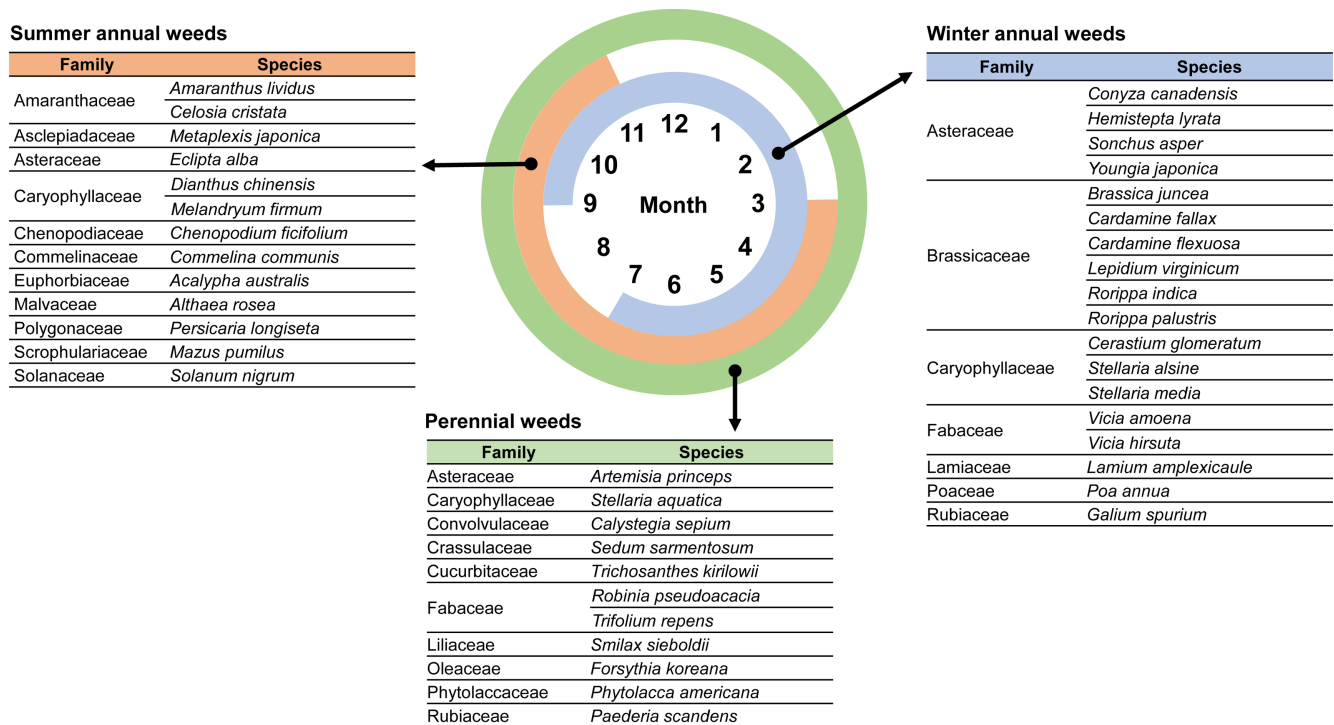 Summer annual weeds
Family Species
Amaranthaceae Amaranthus lividus
Celosia cristata
Asclepiadaceae Metaplexis japonica
Asteraceae Eclipta alba
Caryophyllaceae Dianthus chinensis
Melandryum firmum
Chenopodiaceae Chenopodium ficifolium
Commelinaceae Commelina communis
Euphorbiaceae Acalypha australis
Malvaceae Althaea rosea
Polygonaceae Persicaria longiseta
Scrophulariaceae Mazus pumilus
Solanaceae Solanum nigrum
12
1
2
3
4
5
6
7
8
9
10
11
Month
Winter annual weeds
Family Species
Asteraceae Conyza canadensis
Hemistepta lyrata
Sonchus asper
Youngia japonica
Brassicaceae Brassica juncea
Cardamine fallax
Cardamine flexuosa
Lepidium virginicum
Rorippa indica
Rorippa palustris
Caryophyllaceae Cerastium glomeratum
Stellaria alsine
Stellaria media
Fabaceae Vicia amoena
Vicia hirsuta
Lamiaceae Lamium amplexicaule
Poaceae Poa annua
Rubiaceae Galium spurium
Perennial weeds
Family Species
Asteraceae Artemisia princeps
Caryophyllaceae Stellaria aquatica
Convolvulaceae Calystegia sepium
Crassulaceae Sedum sarmentosum
Cucurbitaceae Trichosanthes kirilowii
Fabaceae Robinia pseudoacacia
Trifolium repens
Liliaceae Smilax sieboldii
Oleaceae Forsythia koreana
Phytolaccaceae Phytolacca americana
Rubiaceae Paederia scandens